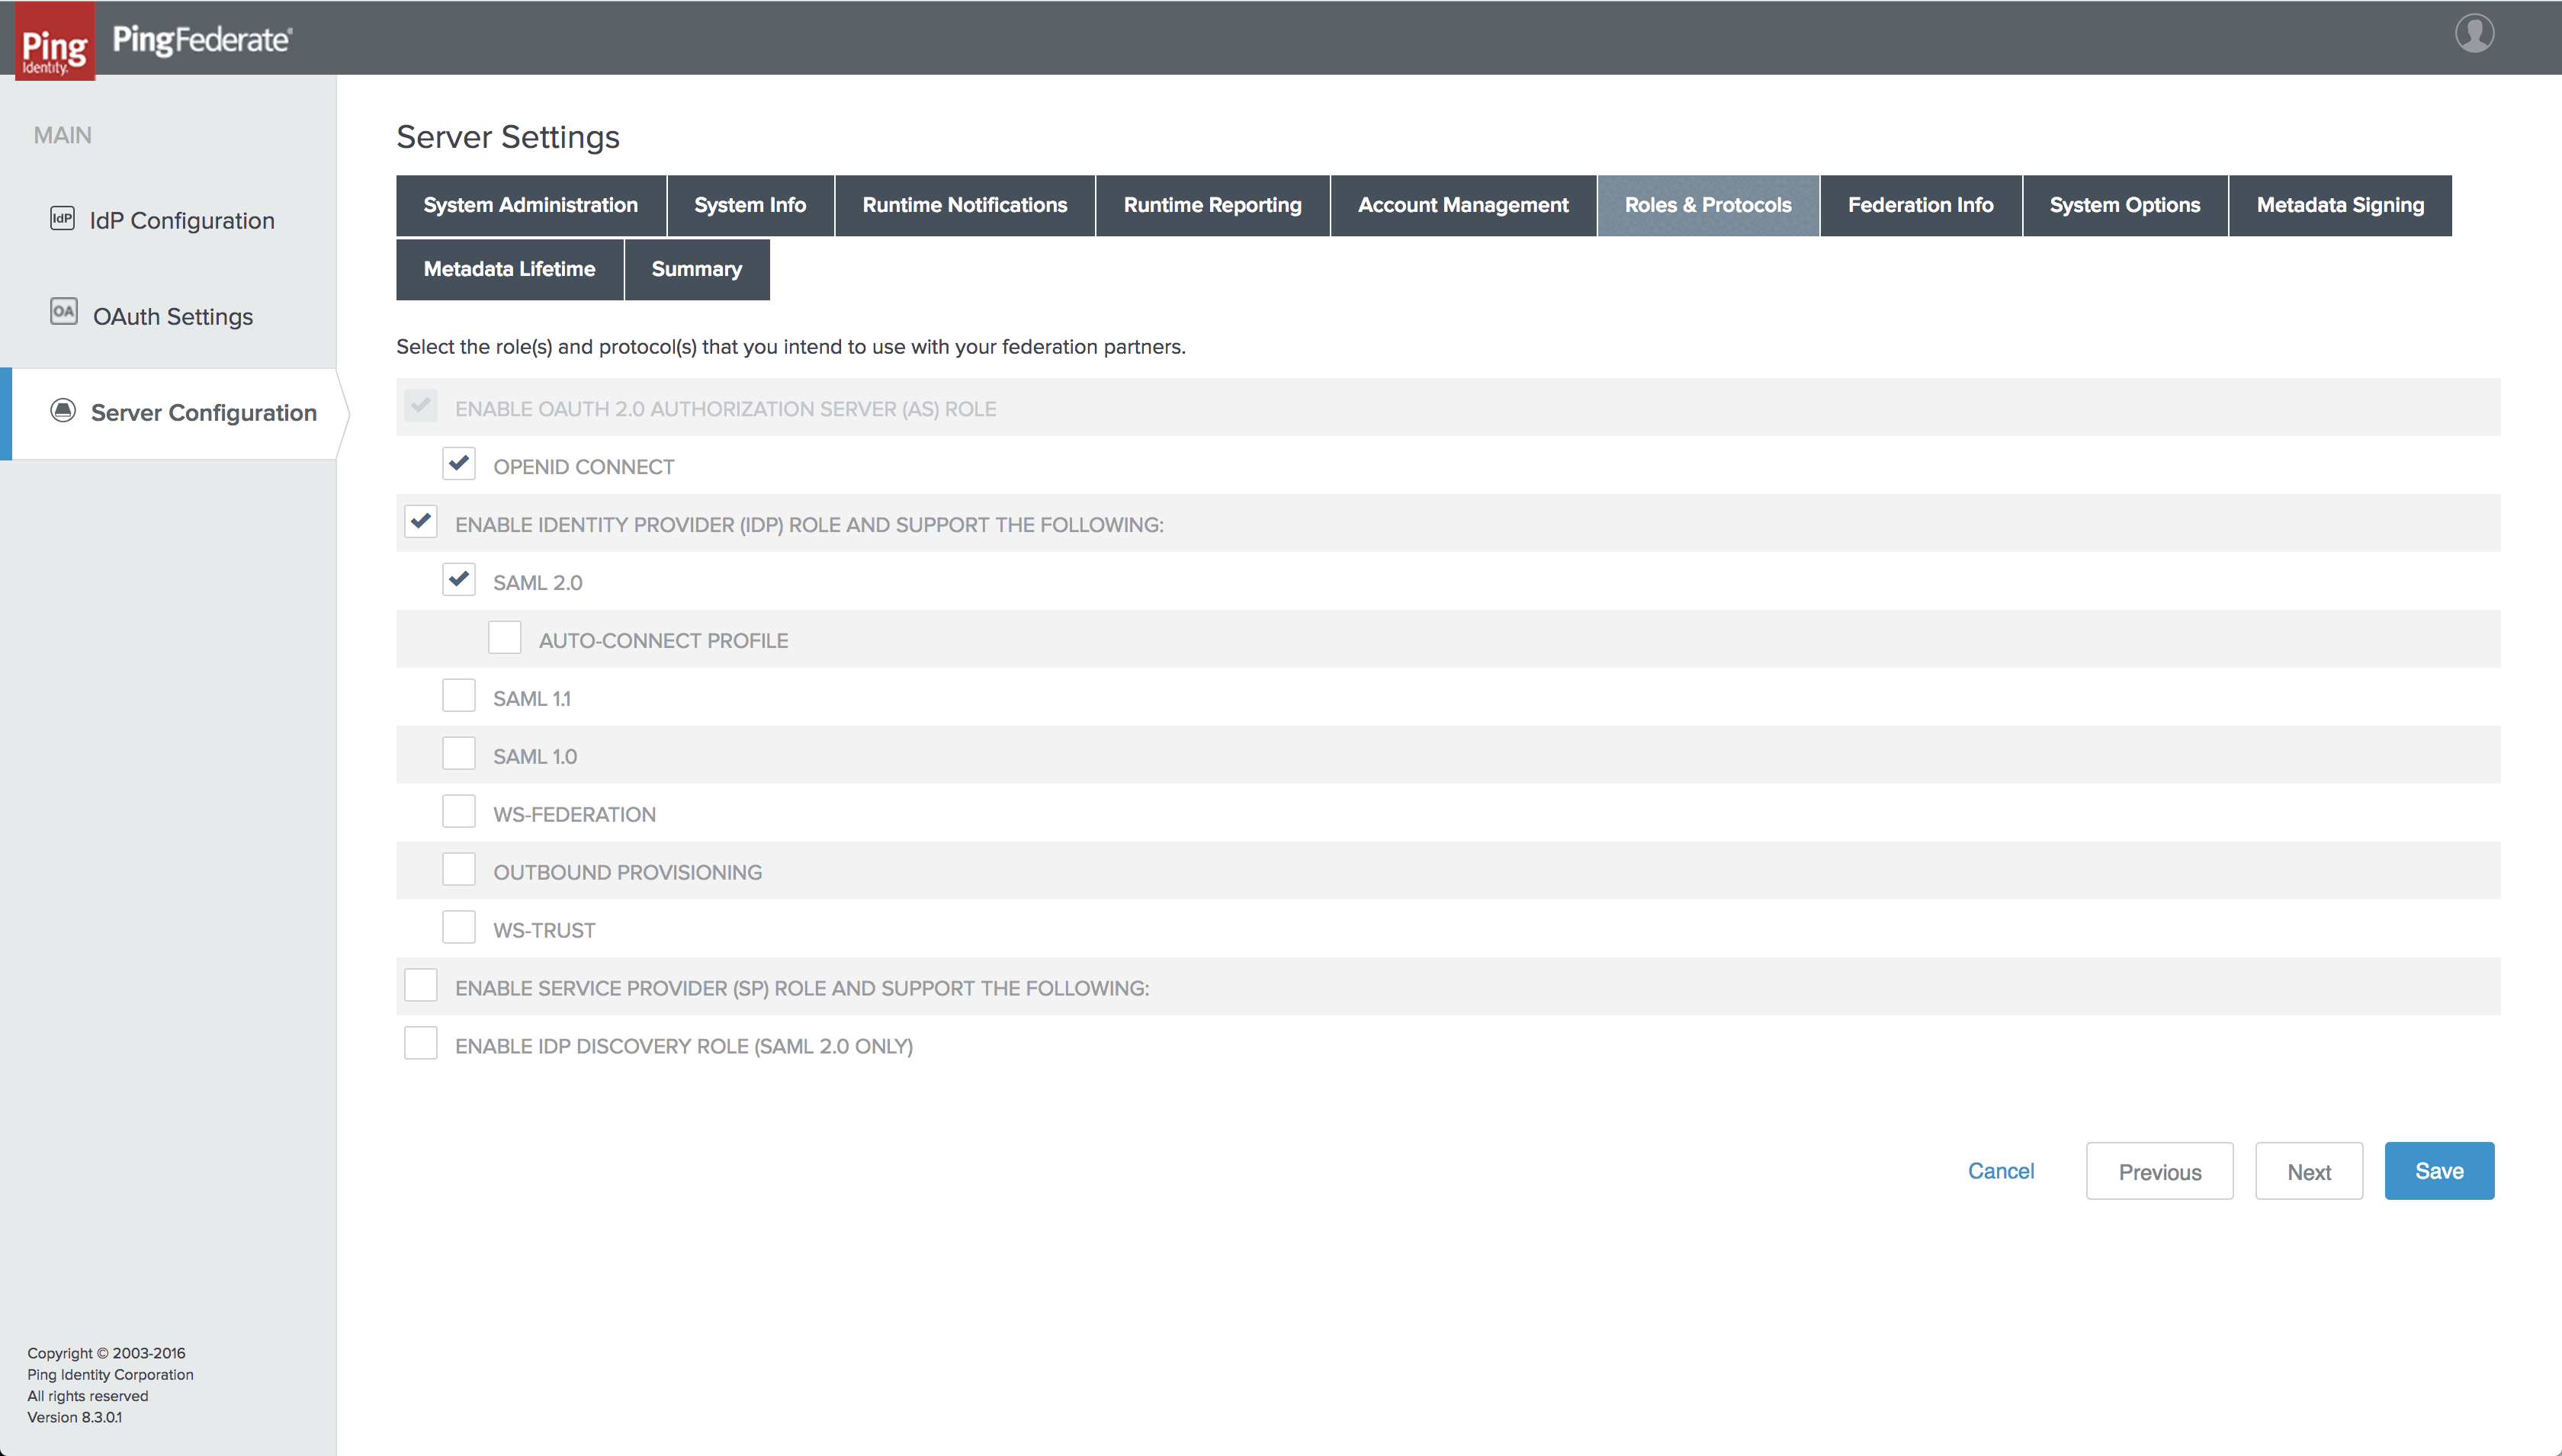 Ping
Identity.
PingFederate®
MAIN
IdP
IdP Configuration
OA
OAuth Settings
Server Configuration
Server Settings
System Administration
System Info
Runtime Notifications
Runtime Reporting
Account Management
Roles & Protocols
Federation Info
System Options
Metadata Signing
Metadata Lifetime
Summary
Select the role(s) and protocol(s) that you intend to use with your federation partners.
ENABLE OAUTH 2.0 AUTHORIZATION SERVER (AS) ROLE
OPENID CONNECT
ENABLE IDENTITY PROVIDER (IDP) ROLE AND SUPPORT THE FOLLOWING:
SAML 2.0
AUTO-CONNECT PROFILE
SAML 1.1
SAML 1.0
WS-FEDERATION
OUTBOUND PROVISIONING
WS-TRUST
ENABLE SERVICE PROVIDER (SP) ROLE AND SUPPORT THE FOLLOWING:
ENABLE IDP DISCOVERY ROLE (SAML 2.0 ONLY)
Cancel
Previous
Next
Save
Copyright © 2003-2016
Ping Identity Corporation
All rights reserved
Version 8.3.0.1